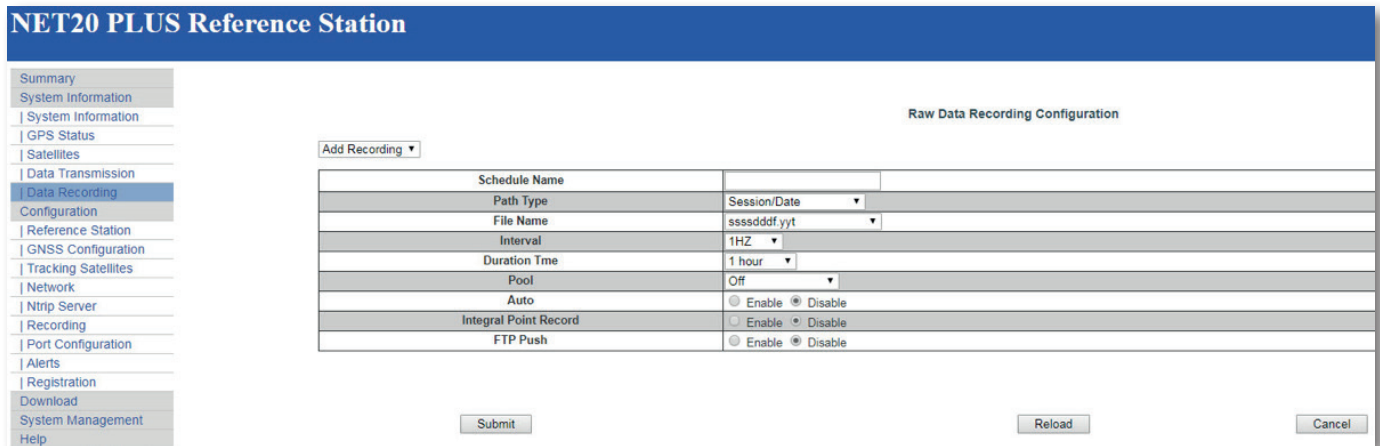 NET20 PLUS Reference Station
Summary
System Information
| System Information
| GPS Status
| Satellites
| Data Transmission
| Data Recording
Configuration
| Reference Station
| GNSS Configuration
| Tracking Satellites
| Network
| Ntrip Server
| Recording
| Port Configuration
| Alerts
| Registration
Download
System Management
Help
Raw Data Recording Configuration
Add Recording
Schedule Name
Path Type Session/Date
File Name ssssdddf.yyt
Interval 1HZ
Duration Tme 1 hour
Pool Off
Auto Enable Disable
Integral Point Record Enable Disable
FTP Push Enable Disable
Submit Reload Cancel